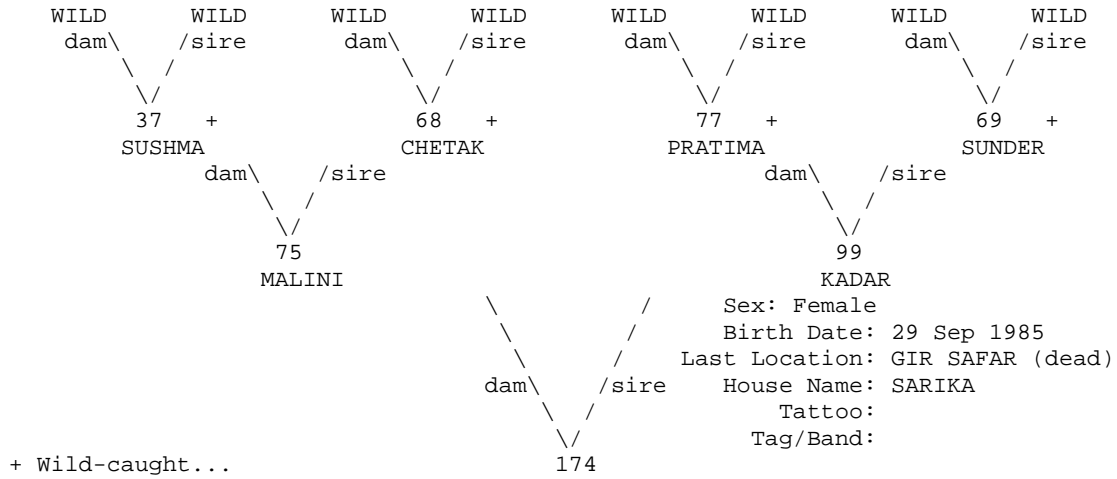 WILD WILD WILD WILD WILD WILD WILD WILD
dam\ /sire dam\ /sire dam\ /sire dam\ /sire
\ / \ / \ / \ /
\/ \/ \/ \/
37 + 68 + 77 + 69 +
SUSHMA CHETAK PRATIMA SUNDER
dam\ /sire dam\ /sire
\ / \ /
\/ \/
75 99
MALINI KADAR
\ / Sex: Female
\ / Birth Date: 29 Sep 1985
\ / Last Location: GIR SAFAR (dead)
dam\ /sire House Name: SARIKA
\ / Tattoo:
\/ Tag/Band:
+ Wild-caught... 174